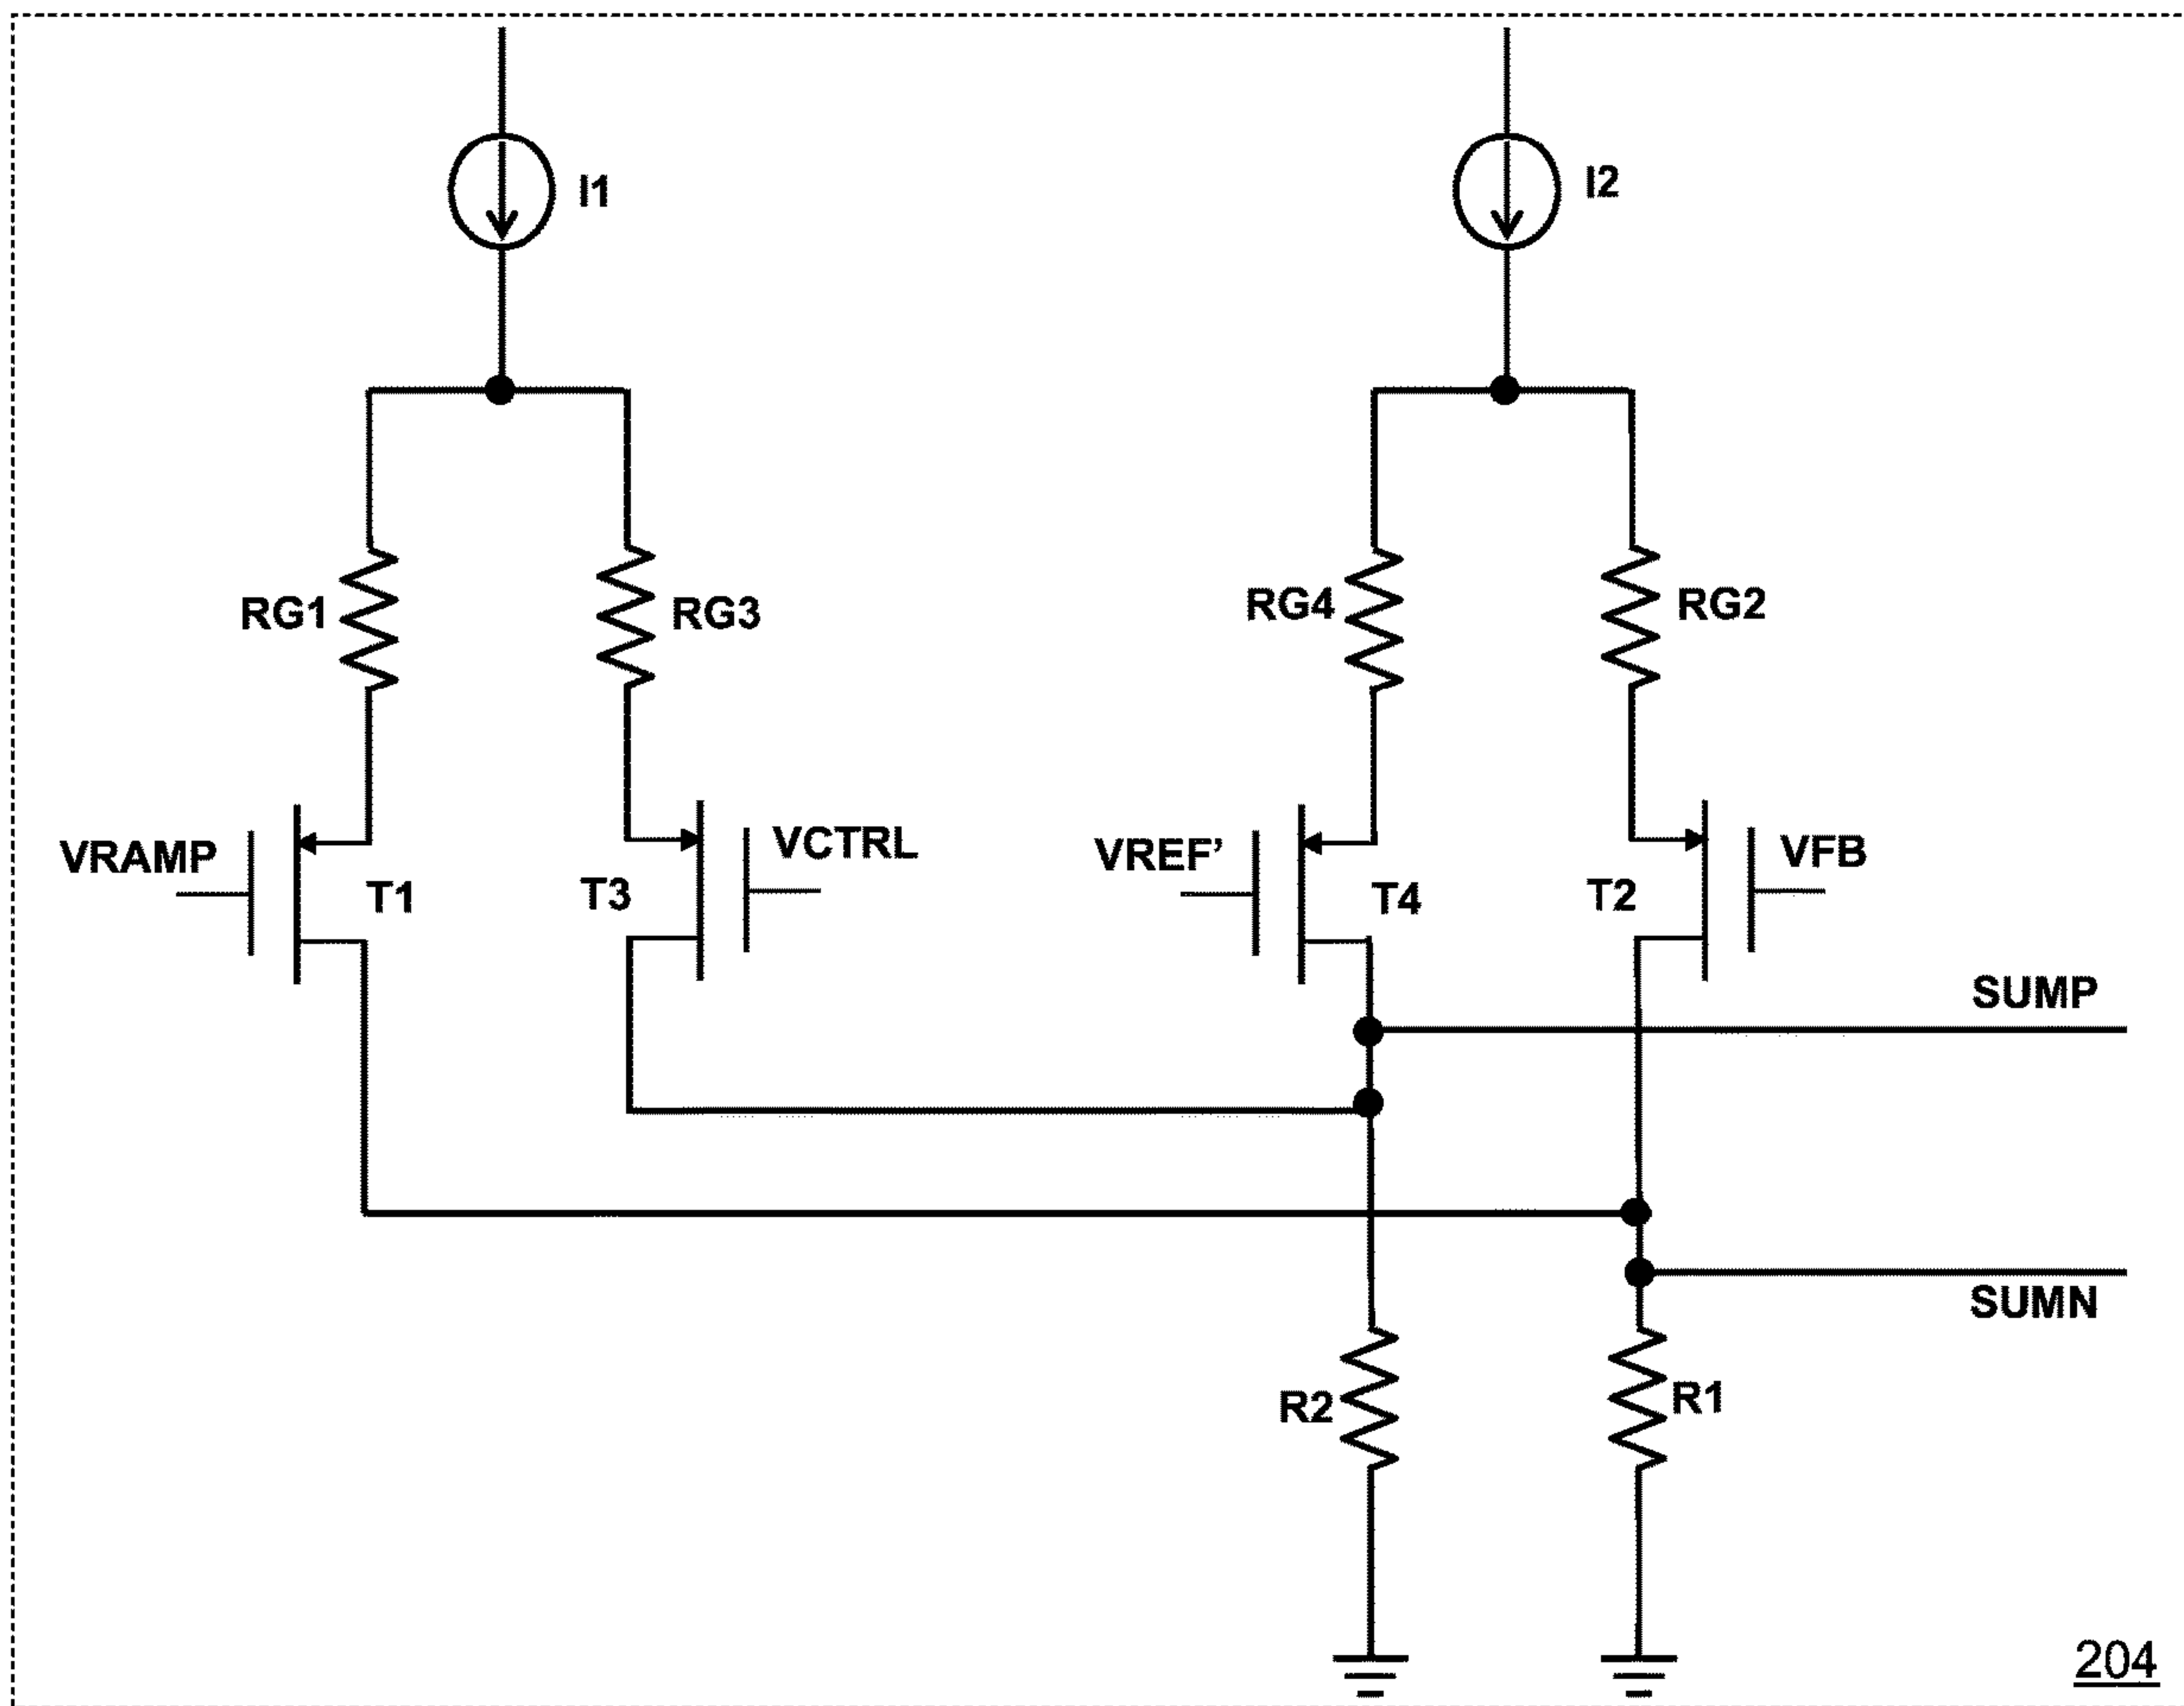 I1
I2
RG1
RG3
RG4
RG2
VRAMP
T1
T3
VCTRL
VREF’
T4
T2
VFB
SUMP
SUMN
R2
R1
204